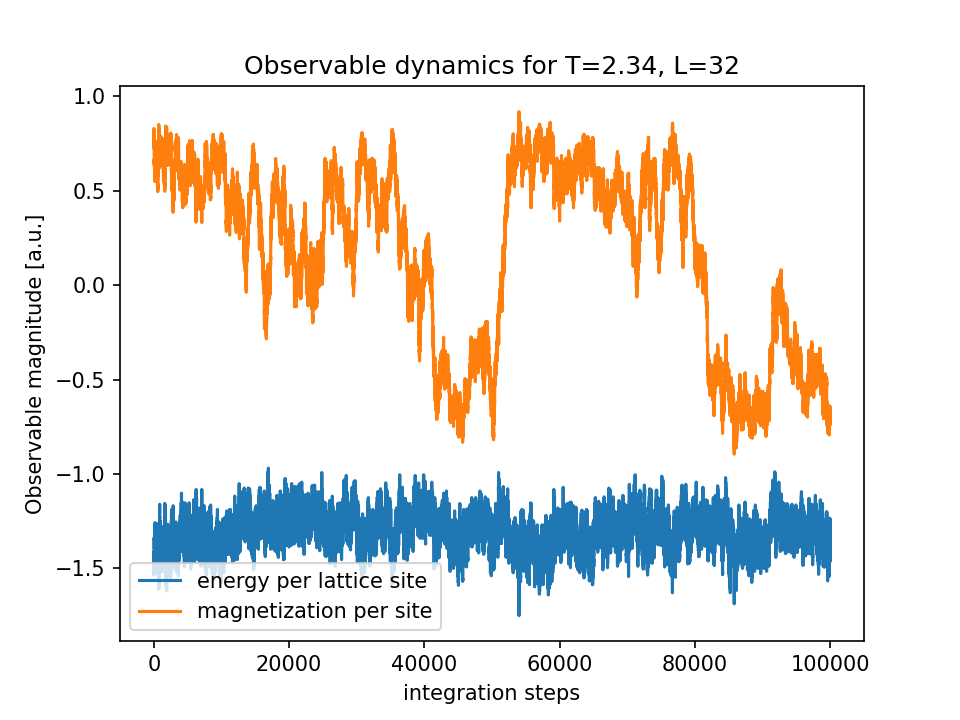 Observable dynamics for T=2.34, L=32
Observable magnitude [a.u.]
1.0
0.5
0.0
−0.5
−1.0
−1.5
energy per lattice site
magnetization per site
0 20000 40000 60000 80000 100000
integration steps